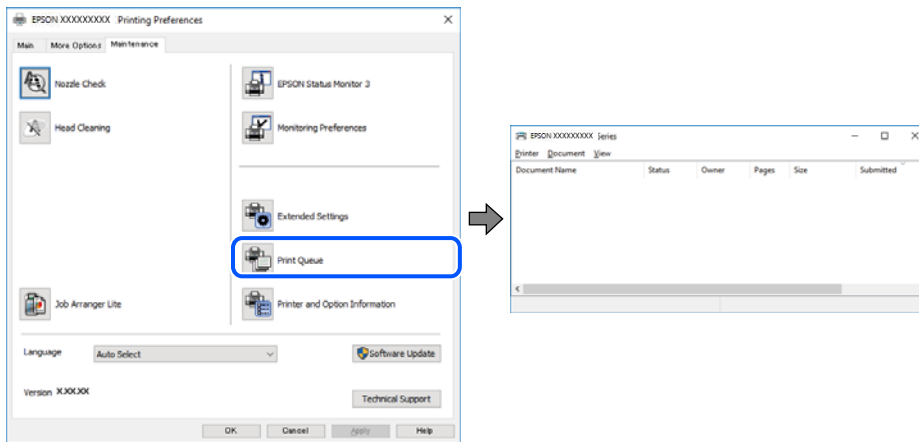 EPSON XXXXXXXXX Printing Preferences
Main More Options Maintenance
Nozzle Check
EPSON Status Monitor 3
Head Cleaning
Monitoring Preferences
Extended Settings
Print Queue
Job Arranger Lite
Printer and Option Information
Language
Auto Select
Software Update
Version X.XX.XX
Technical Support
OK Cancel Apply Help
EPSON XXXXXXXXX Series
Printer Document View
Document Name Status Owner Pages Size Submitted